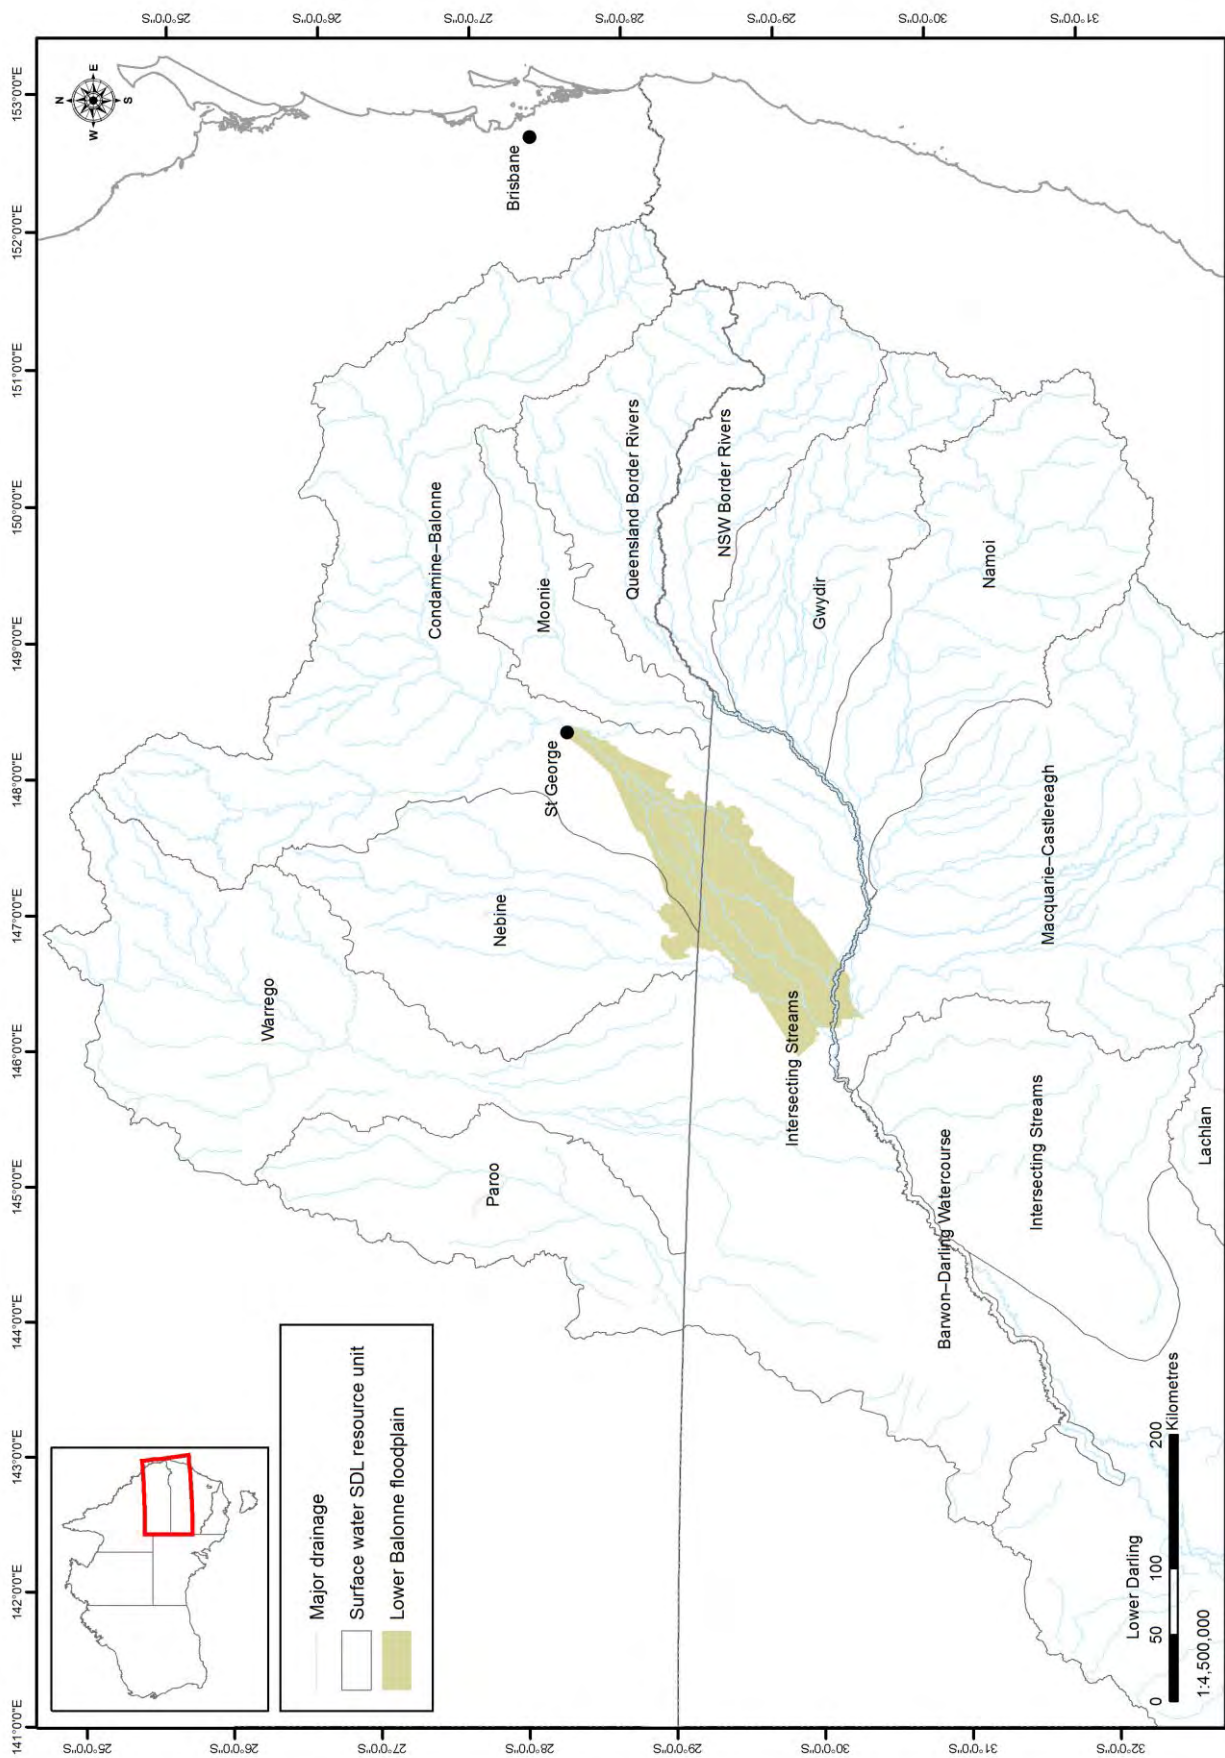 141°0'0"E 142°0'0"E 143°0'0"E 144°0'0"E 145°0'0"E 146°0'0"E 147°0'0"E 148°0'0"E 149°0'0"E 150°0'0"E 151°0'0"E 152°0'0"E 153°0'0"E
N
W E
S
25°0'0"S
26°0'0"S
27°0'0"S
28°0'0"S
29°0'0"S
30°0'0"S
31°0'0"S
32°0'0"S
Major drainage
Surface water SDL resource unit
Lower Balonne floodplain
Warrego
Condamine–Balonne
Paroo
Nebine
Brisbane
Moonie
St George
Queensland Border Rivers
NSW Border Rivers
Intersecting Streams
Gwydir
Barwon–Darling Watercourse
Namoi
Intersecting Streams
Macquarie–Castlereagh
Lachlan
Lower Darling
0 50 100 200
Kilometres
1:4,500,000
25°0'0"S
26°0'0"S
27°0'0"S
28°0'0"S
29°0'0"S
30°0'0"S
31°0'0"S